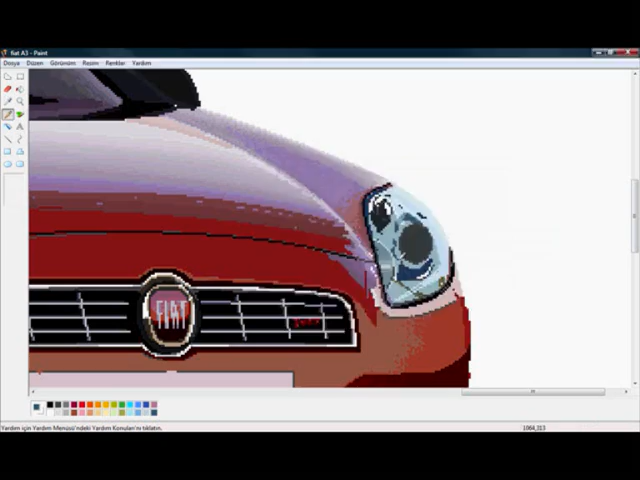 fiat A3 - Paint
Dosya Düzen Görünüm Resim Renkler Yardım
FIAT
Yardım için Yardım Menüsü'ndeki Yardım Konuları'nı tıklatın.
1064,313